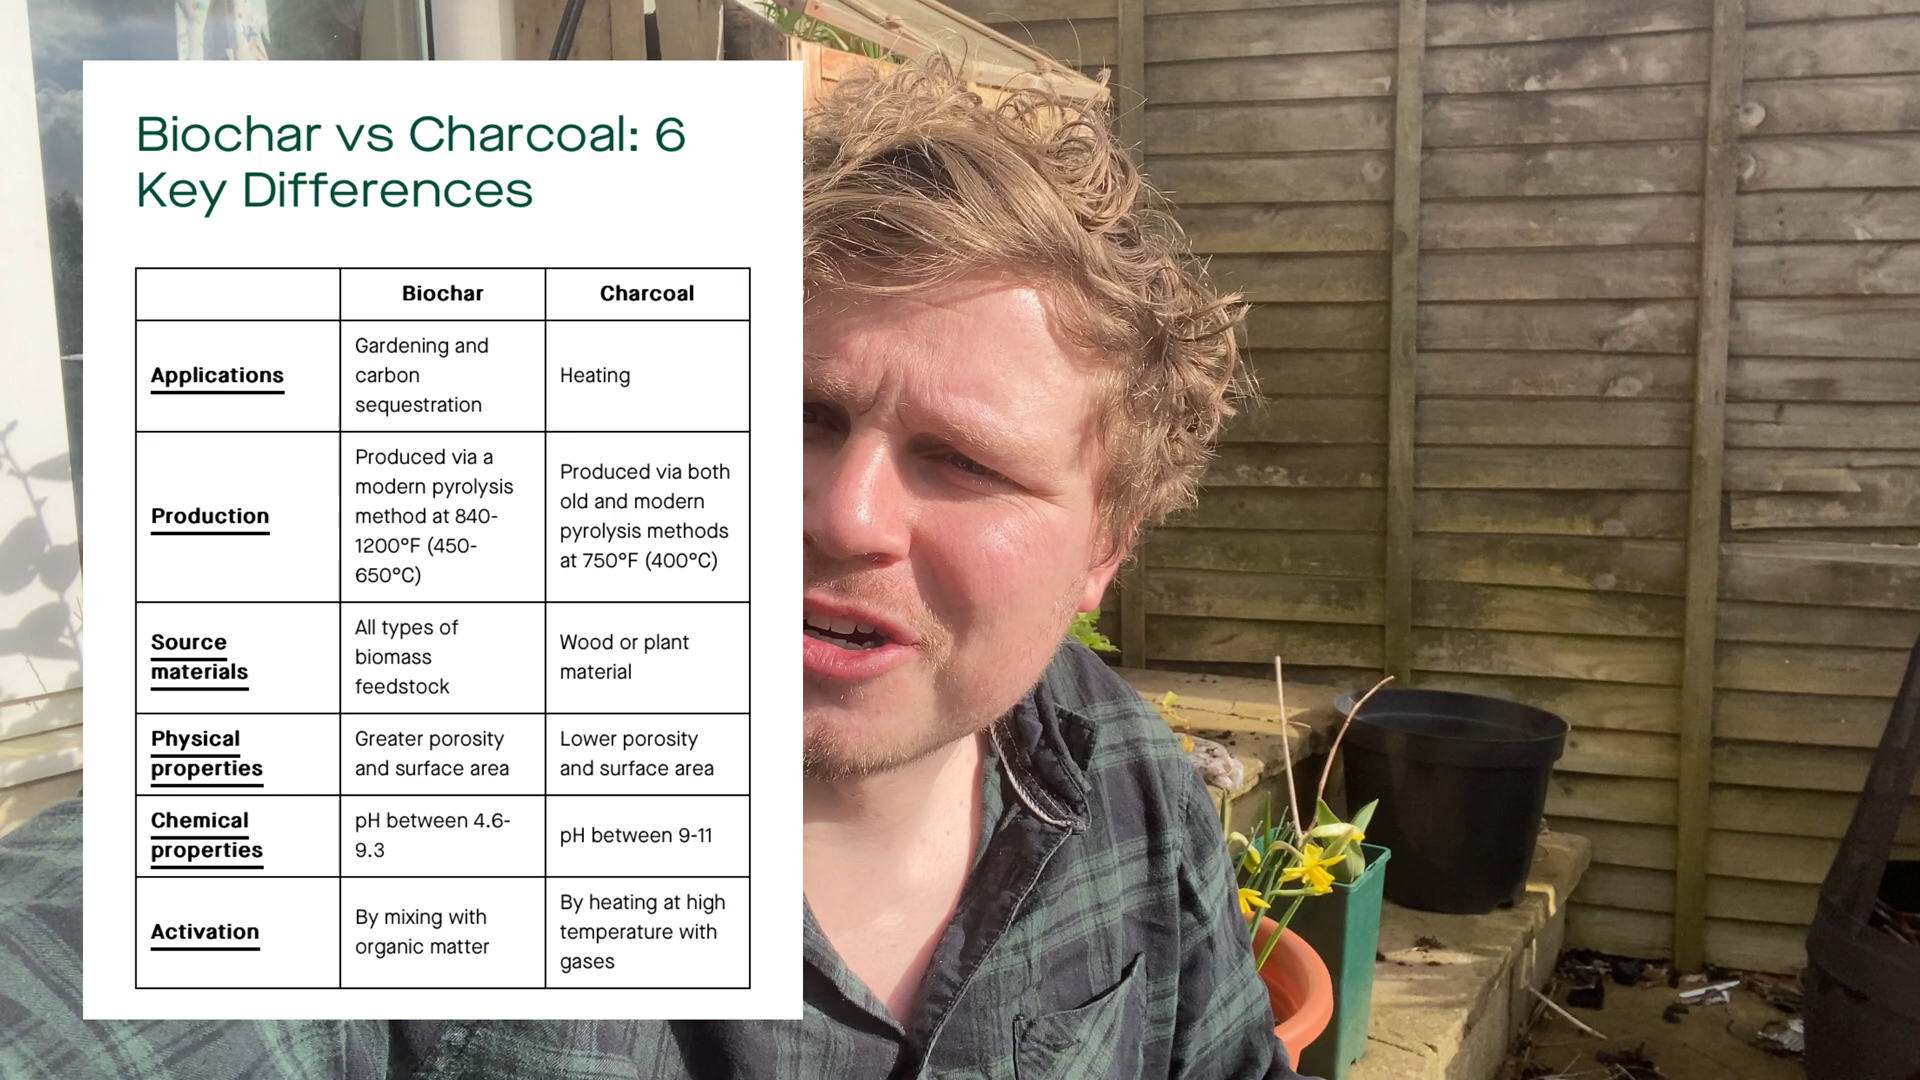 Biochar vs Charcoal: 6
Key Differences
Biochar
Charcoal
Applications
Gardening and
carbon
sequestration
Heating
Production
Produced via a
modern pyrolysis
method at 840-
1200°F (450-
650°C)
Produced via both
old and modern
pyrolysis methods
at 750°F (400°C)
Source
materials
All types of
biomass
feedstock
Wood or plant
material
Physical
properties
Greater porosity
and surface area
Lower porosity
and surface area
Chemical
properties
pH between 4.6-
9.3
pH between 9-11
Activation
By mixing with
organic matter
By heating at high
temperature with
gases